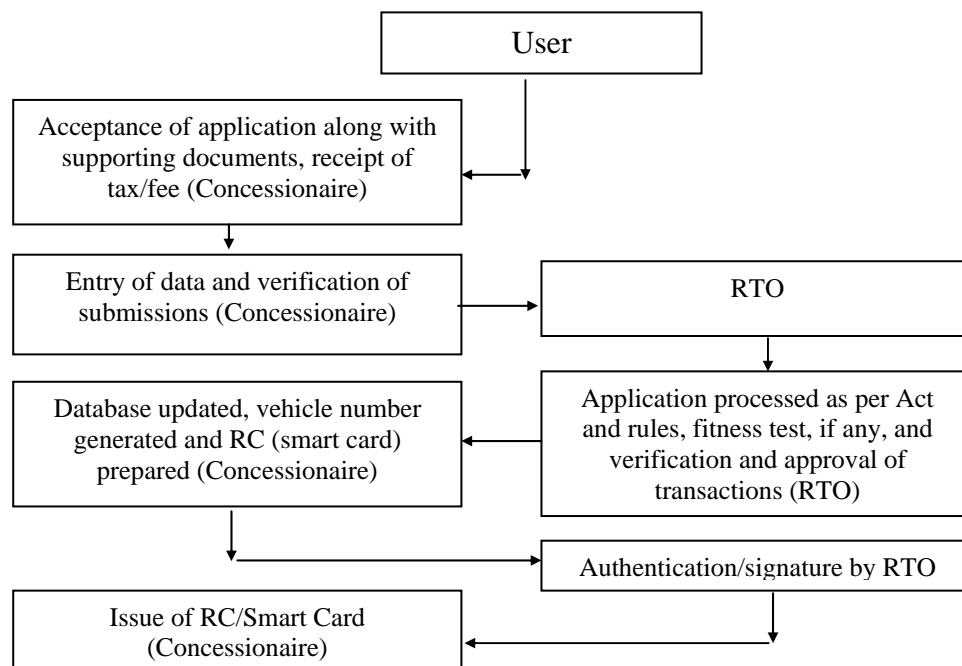 User
Acceptance of application along with
supporting documents, receipt of
tax/fee (Concessionaire)
Entry of data and verification of
submissions (Concessionaire)
RTO
Application processed as per Act
and rules, fitness test, if any, and
verification and approval of
transactions (RTO)
Database updated, vehicle number
generated and RC (smart card)
prepared (Concessionaire)
Authentication/signature by RTO
Issue of RC/Smart Card
(Concessionaire)